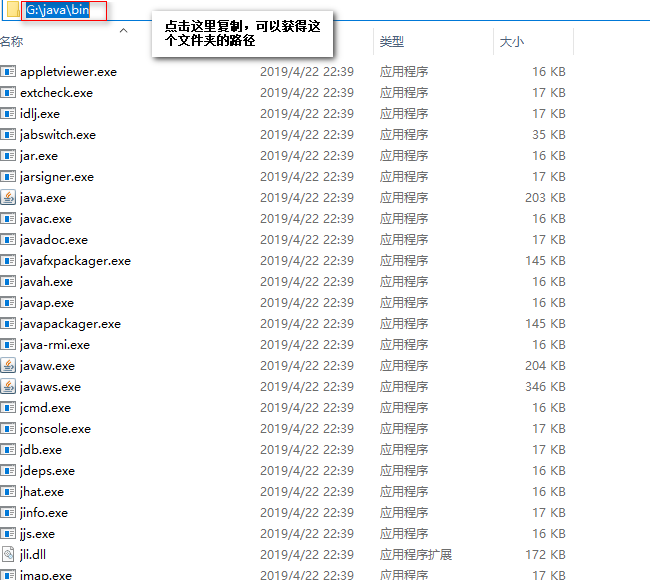 G:\java\bin
点击这里复制，可以获得这
个文件夹的路径
名称 类型 大小
appletviewer.exe 2019/4/22 22:39 应用程序 16 KB
extcheck.exe 2019/4/22 22:39 应用程序 17 KB
idlj.exe 2019/4/22 22:39 应用程序 17 KB
jabswitch.exe 2019/4/22 22:39 应用程序 35 KB
jar.exe 2019/4/22 22:39 应用程序 16 KB
jarsigner.exe 2019/4/22 22:39 应用程序 17 KB
java.exe 2019/4/22 22:39 应用程序 203 KB
javac.exe 2019/4/22 22:39 应用程序 16 KB
javadoc.exe 2019/4/22 22:39 应用程序 17 KB
javafxpackager.exe 2019/4/22 22:39 应用程序 145 KB
javah.exe 2019/4/22 22:39 应用程序 16 KB
javap.exe 2019/4/22 22:39 应用程序 16 KB
javapackager.exe 2019/4/22 22:39 应用程序 145 KB
java-rmi.exe 2019/4/22 22:39 应用程序 16 KB
javaw.exe 2019/4/22 22:39 应用程序 204 KB
javaws.exe 2019/4/22 22:39 应用程序 346 KB
jcmd.exe 2019/4/22 22:39 应用程序 16 KB
jconsole.exe 2019/4/22 22:39 应用程序 17 KB
jdb.exe 2019/4/22 22:39 应用程序 17 KB
jdeps.exe 2019/4/22 22:39 应用程序 16 KB
jhat.exe 2019/4/22 22:39 应用程序 16 KB
jinfo.exe 2019/4/22 22:39 应用程序 17 KB
jjs.exe 2019/4/22 22:39 应用程序 16 KB
jli.dll 2019/4/22 22:39 应用程序扩展 172 KB
jmap.exe 2019/4/22 22:39 应用程序 16 KB